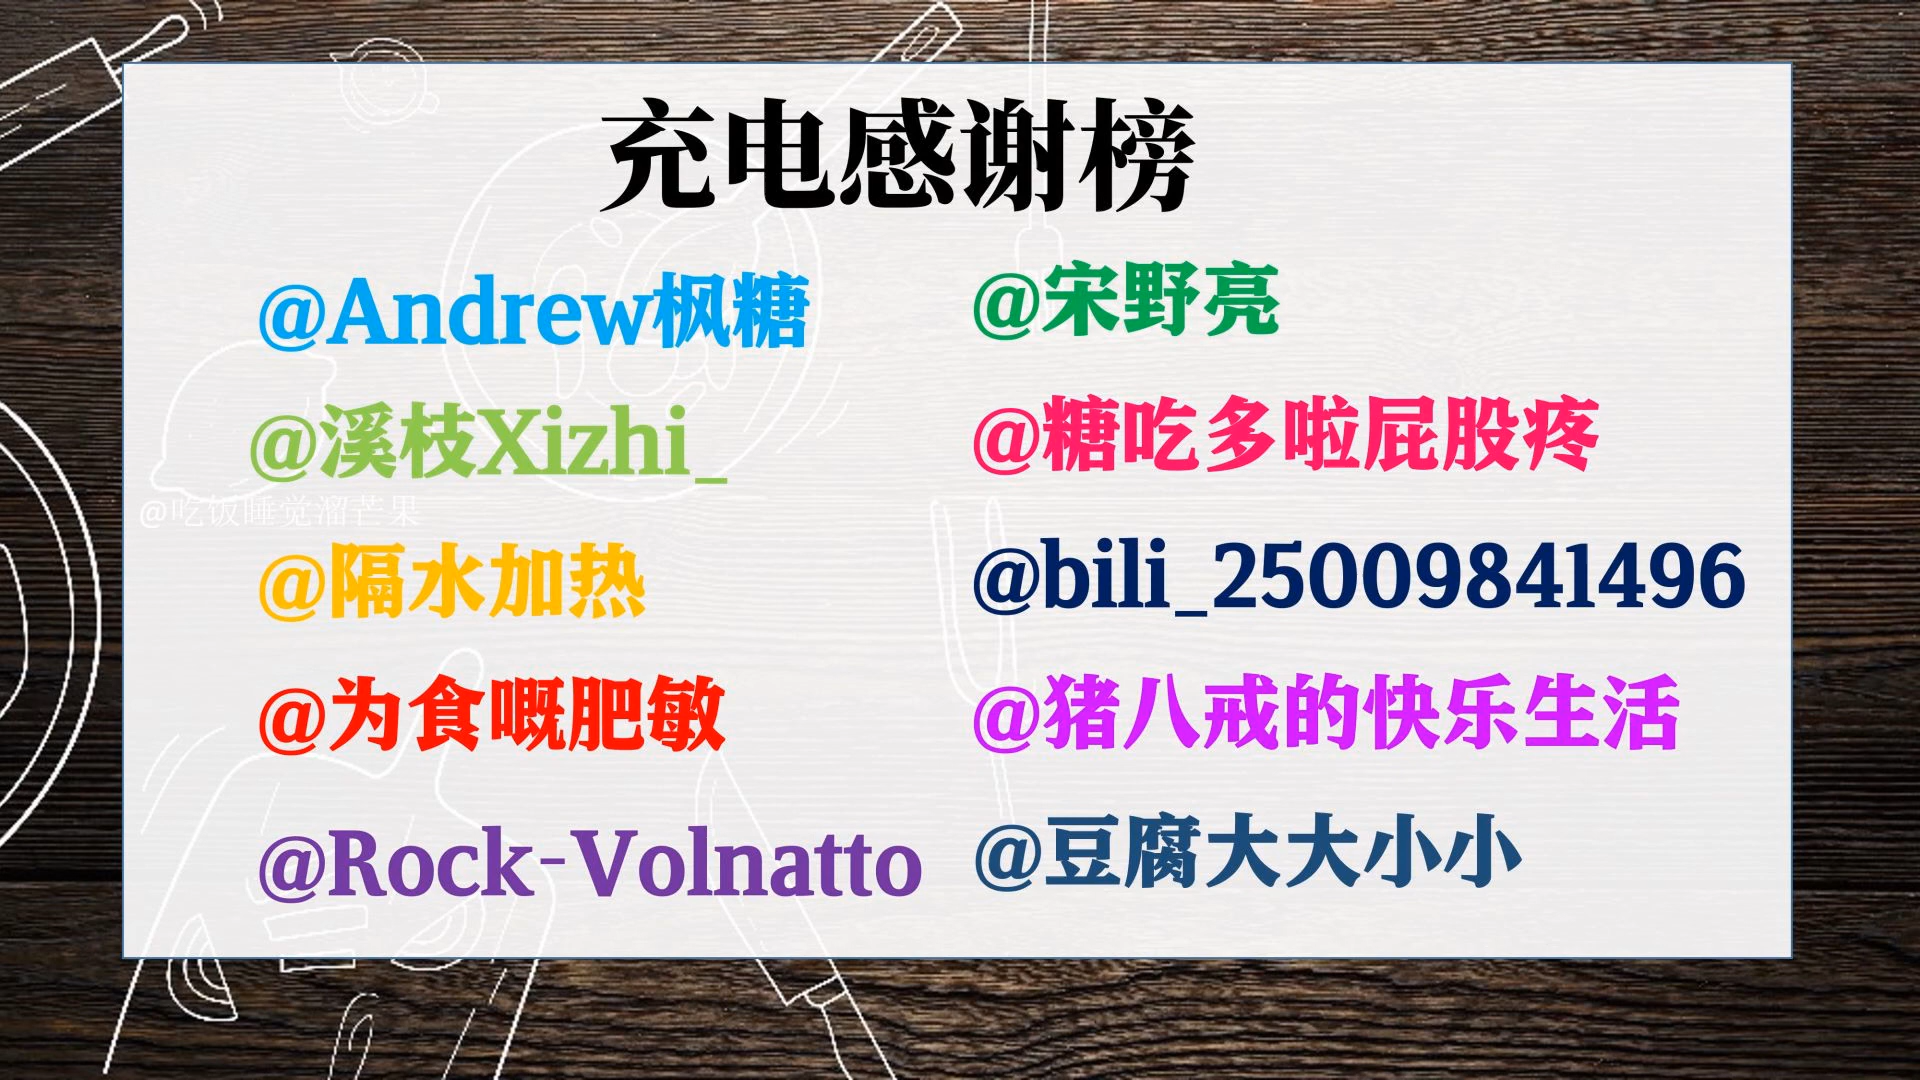 充电感谢榜
@Andrew枫糖
@宋野亮
@溪枝Xizhi_
@糖吃多啦屁股疼
@吃饭睡觉溜芒果
@隔水加热
@bili_25009841496
@为食嘅肥敏
@猪八戒的快乐生活
@Rock-Volnatto
@豆腐大大小小